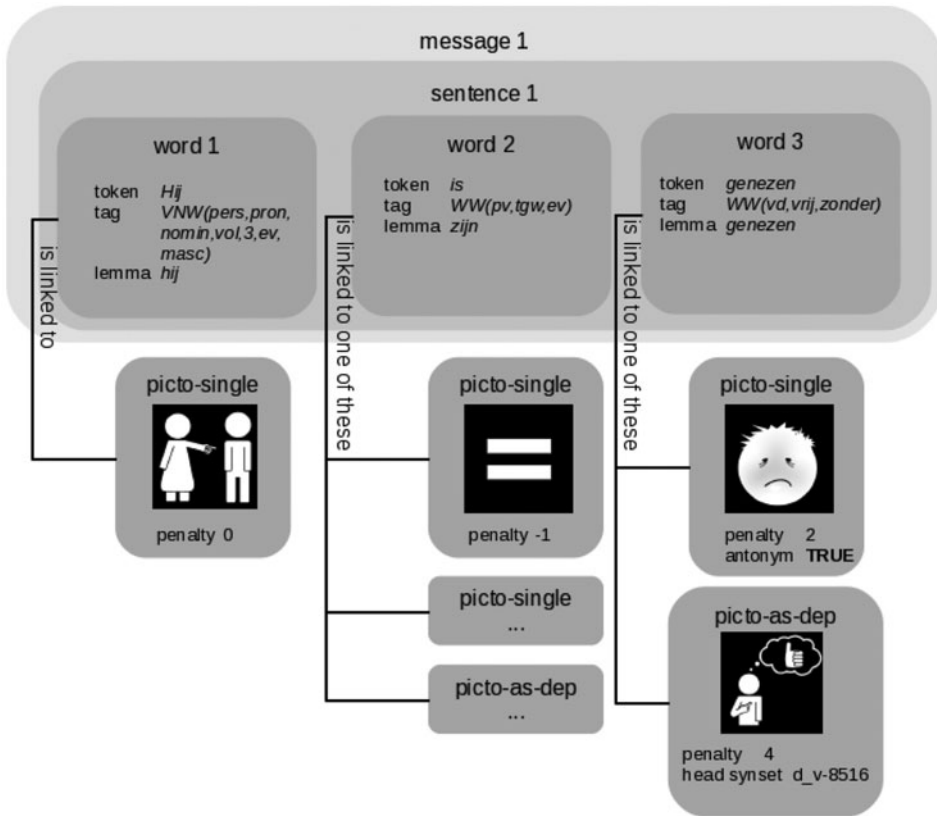 message 1
sentence 1
word 1
token Hij
tag VNW(pers,pron,
nomin,vol,3,ev,
masc)
lemma hij
word 2
token is
tag WW(pv,tgw,ev)
lemma zijn
word 3
token genezen
tag WW(vd,vrij,zonder)
lemma genezen
is linked to
is linked to one of these
is linked to one of these
picto-single
penalty 0
picto-single
penalty -1
picto-single
...
picto-as-dep
...
picto-single
penalty 2
antonym TRUE
picto-as-dep
penalty 4
head synset d_v-8516